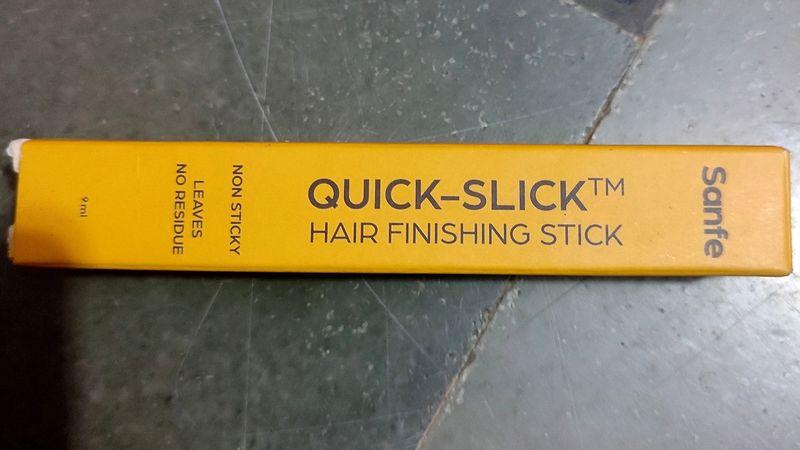 Sanfe
QUICK–SLICK™
HAIR FINISHING STICK
NON STICKY
LEAVES
NO RESIDUE
9 ml